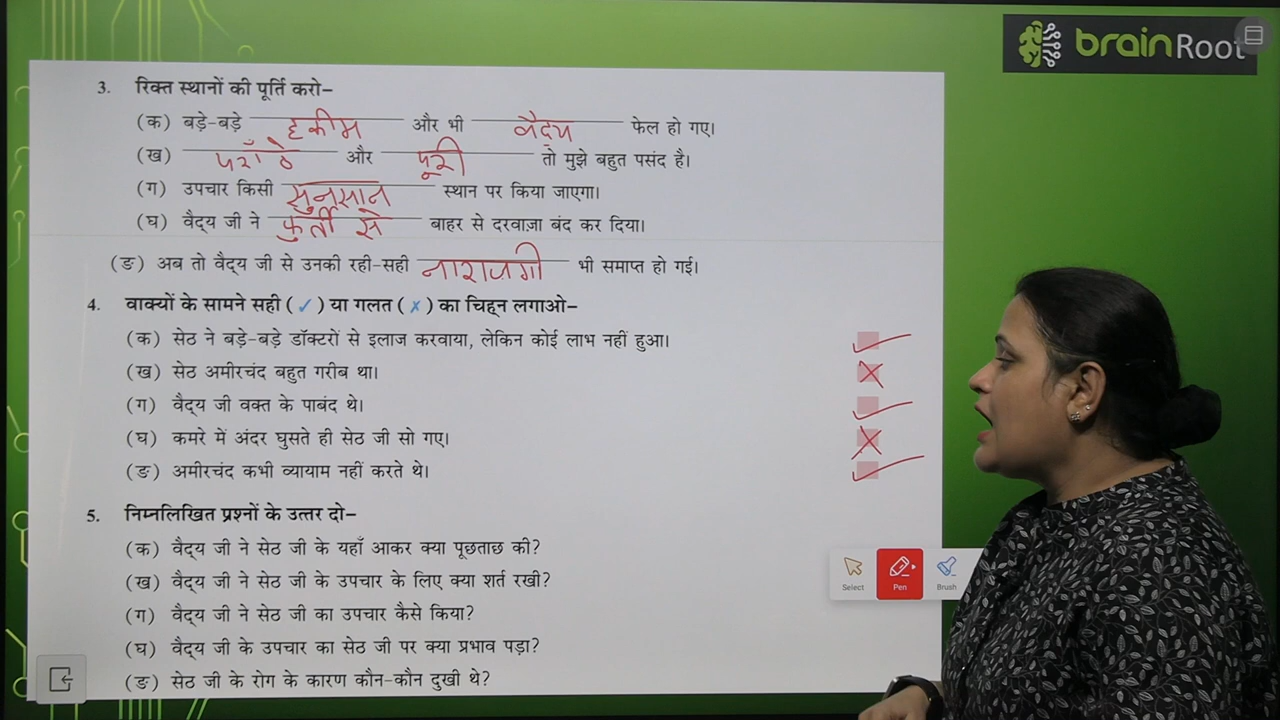 brainRoot
3. रिक्त स्थानों की पूर्ति करो–
(क) बड़े-बड़े हकीम और भी वैद्य फेल हो गए।
(ख) पराँठे और पूरी तो मुझे बहुत पसंद है।
(ग) उपचार किसी सुनसान स्थान पर किया जाएगा।
(घ) वैद्य जी ने फुर्ती से बाहर से दरवाज़ा बंद कर दिया।
(ङ) अब तो वैद्य जी से उनकी रही-सही नाराजगी भी समाप्त हो गई।
4. वाक्यों के सामने सही (✓) या गलत (✗) का चिह्न लगाओ–
(क) सेठ ने बड़े-बड़े डॉक्टरों से इलाज करवाया, लेकिन कोई लाभ नहीं हुआ। ✓
(ख) सेठ अमीरचंद बहुत गरीब था। ✗
(ग) वैद्य जी वक्त के पाबंद थे। ✓
(घ) कमरे में अंदर घुसते ही सेठ जी सो गए। ✗
(ङ) अमीरचंद कभी व्यायाम नहीं करते थे। ✓
5. निम्नलिखित प्रश्नों के उत्तर दो–
(क) वैद्य जी ने सेठ जी के यहाँ आकर क्या पूछताछ की?
(ख) वैद्य जी ने सेठ जी के उपचार के लिए क्या शर्त रखी?
(ग) वैद्य जी ने सेठ जी का उपचार कैसे किया?
(घ) वैद्य जी के उपचार का सेठ जी पर क्या प्रभाव पड़ा?
(ङ) सेठ जी के रोग के कारण कौन-कौन दुखी थे?
Select Pen Brush